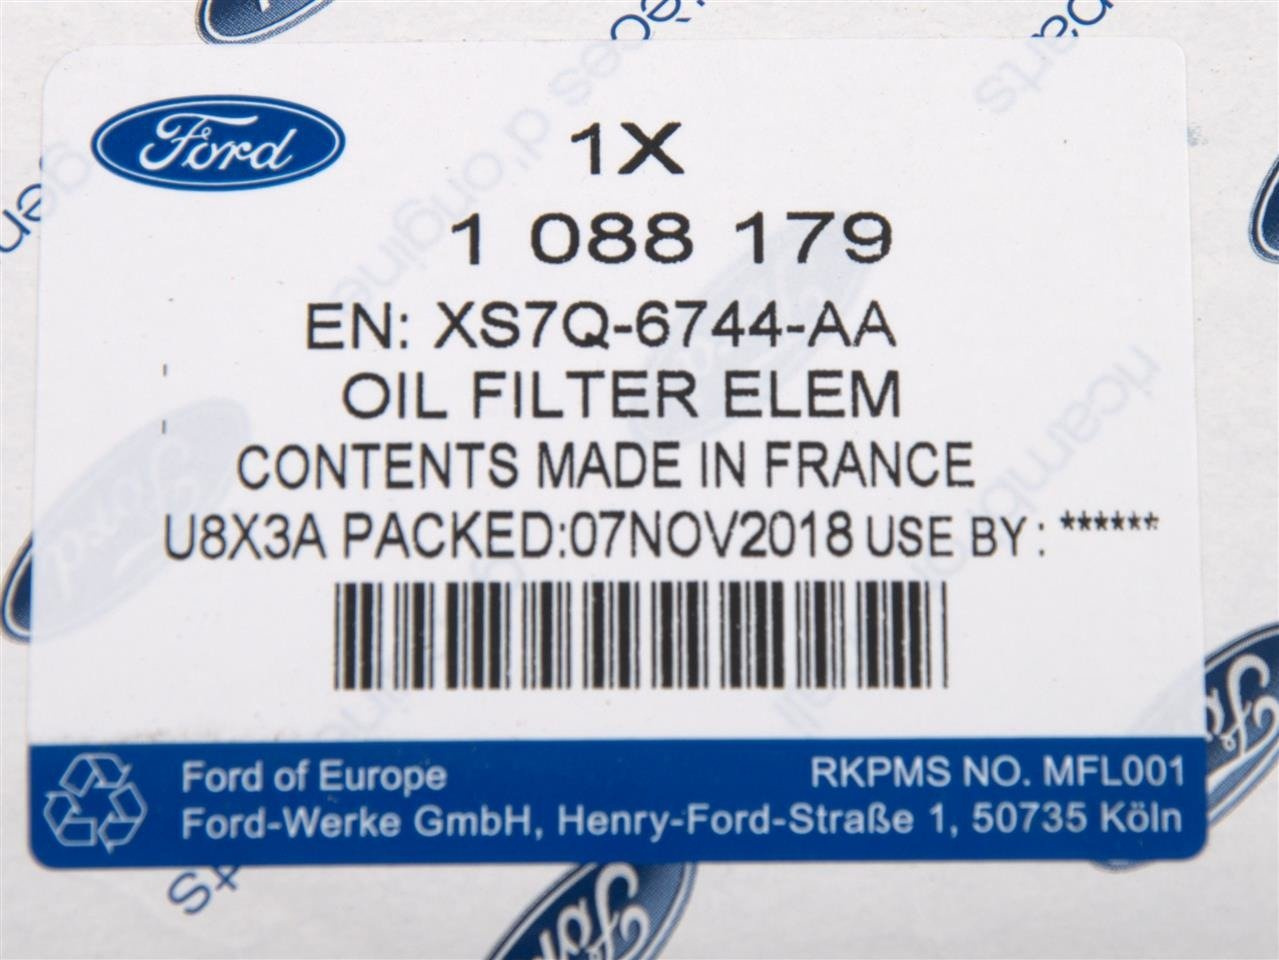 Ford
1X
1 088 179
EN: XS7Q-6744-AA
OIL FILTER ELEM
CONTENTS MADE IN FRANCE
U8X3A PACKED:07NOV2018 USE BY : ******
Ford of Europe
RKPMS NO. MFL001
Ford-Werke GmbH, Henry-Ford-Straße 1, 50735 Köln